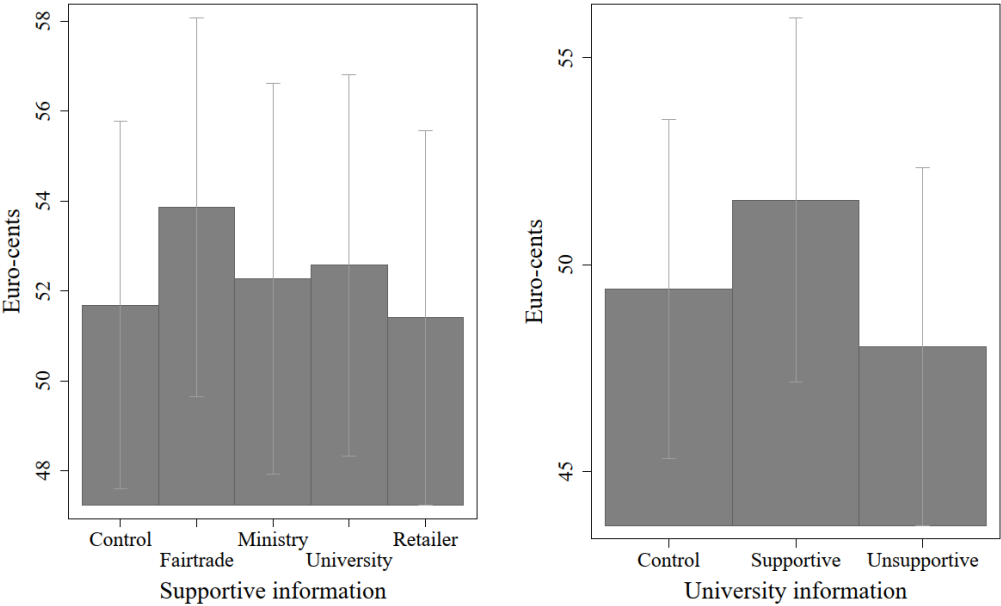 Euro-cents
58
56
54
52
50
48
Control
Fairtrade
Ministry
University
Retailer
Supportive information
Euro-cents
55
50
45
Control
Supportive
Unsupportive
University information